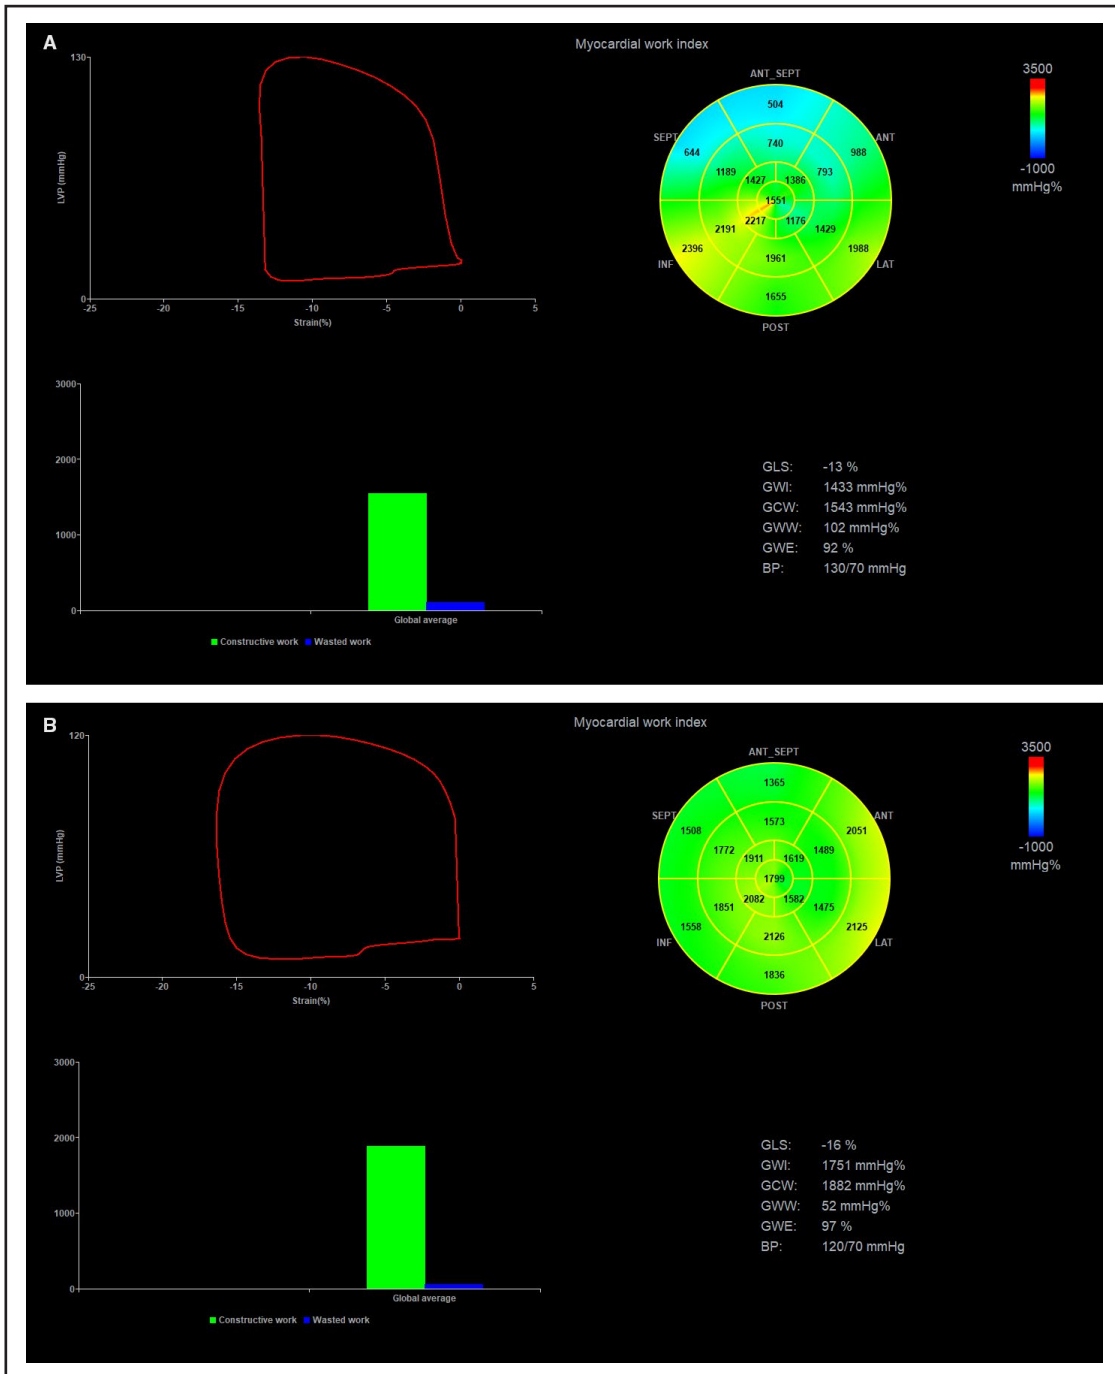 A
Myocardial work index
130
0
LVP (mmHg)
-25 -20 -15 -10 -5 0 5
Strain(%)
ANT_SEPT
SEPT
ANT
INF
LAT
POST
504
644
988
740
1189
793
1427
1386
1551
2217
1176
2191
1429
2396
1988
1961
1655
3500
-1000
mmHg%
3000
2000
1000
0
Global average
Constructive work Wasted work
GLS: -13 %
GWI: 1433 mmHg%
GCW: 1543 mmHg%
GWW: 102 mmHg%
GWE: 92 %
BP: 130/70 mmHg
B
Myocardial work index
120
0
LVP (mmHg)
-25 -20 -15 -10 -5 0 5
Strain(%)
ANT_SEPT
SEPT
ANT
INF
LAT
POST
1365
1508
2051
1573
1772
1489
1911
1619
1799
2082
1582
1851
1475
1558
2125
2126
1836
3500
-1000
mmHg%
3000
2000
1000
0
Global average
Constructive work Wasted work
GLS: -16 %
GWI: 1751 mmHg%
GCW: 1882 mmHg%
GWW: 52 mmHg%
GWE: 97 %
BP: 120/70 mmHg